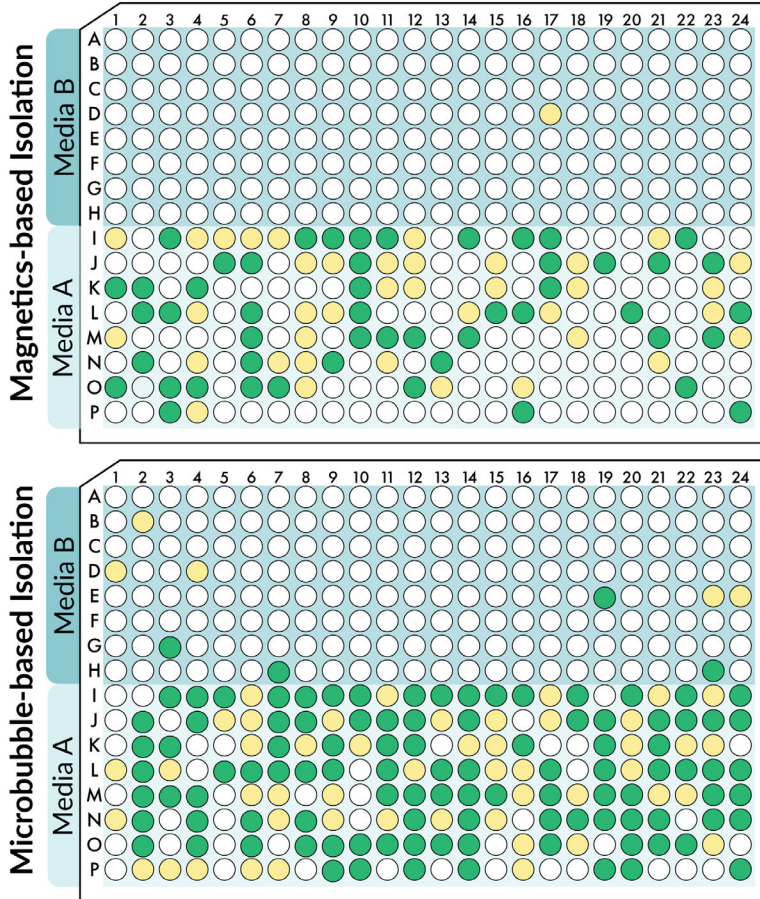 Magnetics-based Isolation
Media B
Media A
1 2 3 4 5 6 7 8 9 10 11 12 13 14 15 16 17 18 19 20 21 22 23 24
A
B
C
D
E
F
G
H
I
J
K
L
M
N
O
P
Microbubble-based Isolation
Media B
Media A
1 2 3 4 5 6 7 8 9 10 11 12 13 14 15 16 17 18 19 20 21 22 23 24
A
B
C
D
E
F
G
H
I
J
K
L
M
N
O
P